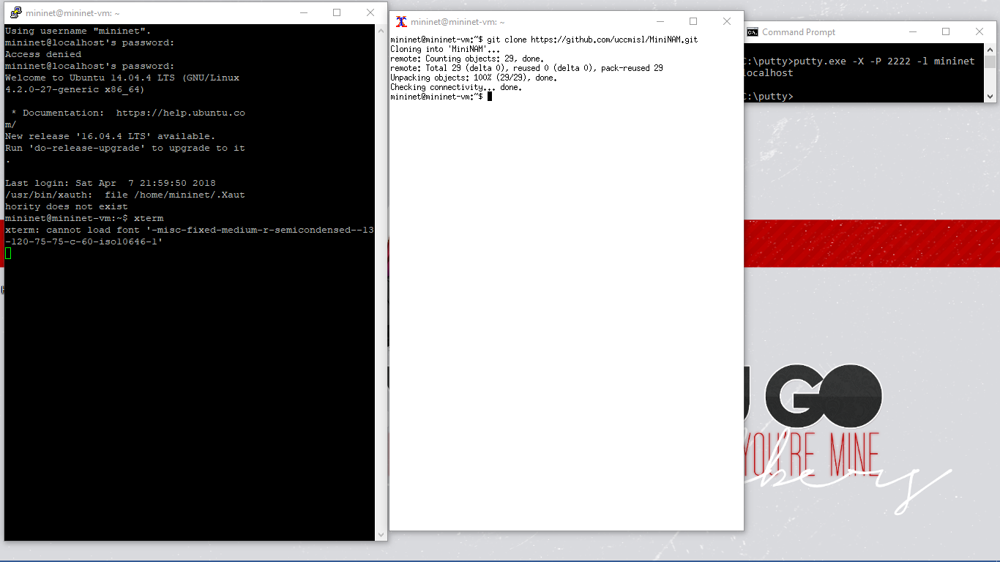 mininet@mininet-vm: ~
Using username "mininet".
mininet@localhost's password:
Access denied
mininet@localhost's password:
Welcome to Ubuntu 14.04.4 LTS (GNU/Linux
4.2.0-27-generic x86_64)
* Documentation:  https://help.ubuntu.co
m/
New release '16.04.4 LTS' available.
Run 'do-release-upgrade' to upgrade to it
.
Last login: Sat Apr  7 21:59:50 2018
/usr/bin/xauth:  file /home/mininet/.Xaut
hority does not exist
mininet@mininet-vm:~$ xterm
xterm: cannot load font '-misc-fixed-medium-r-semicondensed--13
-120-75-75-c-60-iso10646-1'
mininet@mininet-vm: ~
mininet@mininet-vm:~$ git clone https://github.com/uccmisl/MiniNAM.git
Cloning into 'MiniNAM'...
remote: Counting objects: 29, done.
remote: Total 29 (delta 0), reused 0 (delta 0), pack-reused 29
Unpacking objects: 100% (29/29), done.
Checking connectivity... done.
mininet@mininet-vm:~$
Command Prompt
C:\putty>putty.exe -X -P 2222 -l mininet
localhost
C:\putty>
GO
YOU'RE MINE